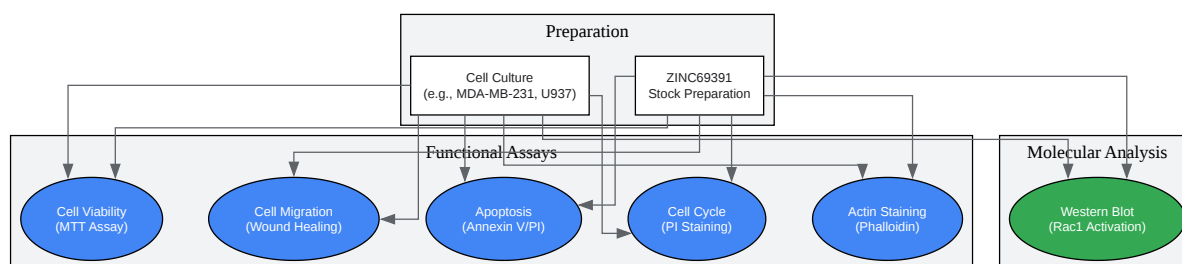 Preparation
Cell Culture
(e.g., MDA-MB-231, U937)
ZINC69391
Stock Preparation
Functional Assays
Molecular Analysis
Cell Viability
(MTT Assay)
Cell Migration
(Wound Healing)
Apoptosis
(Annexin V/PI)
Cell Cycle
(PI Staining)
Actin Staining
(Phalloidin)
Western Blot
(Rac1 Activation)